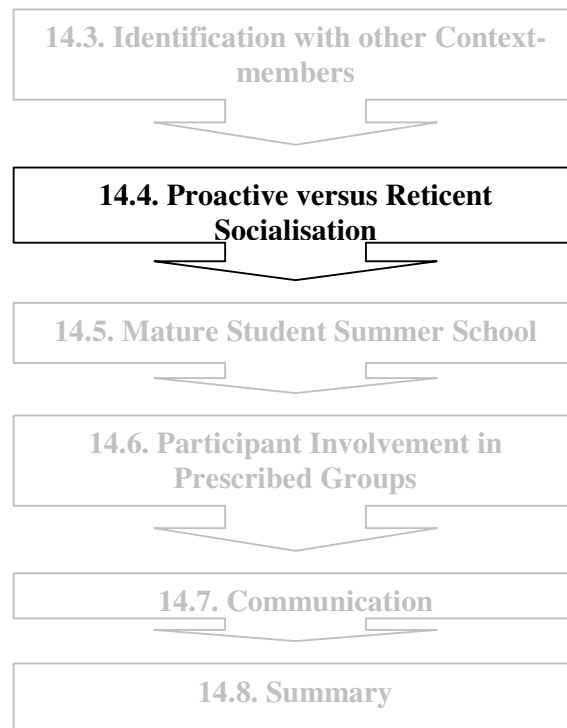 14.3. Identification with other Context-
members
14.4. Proactive versus Reticent
Socialisation
14.5. Mature Student Summer School
14.6. Participant Involvement in
Prescribed Groups
14.7. Communication
14.8. Summary